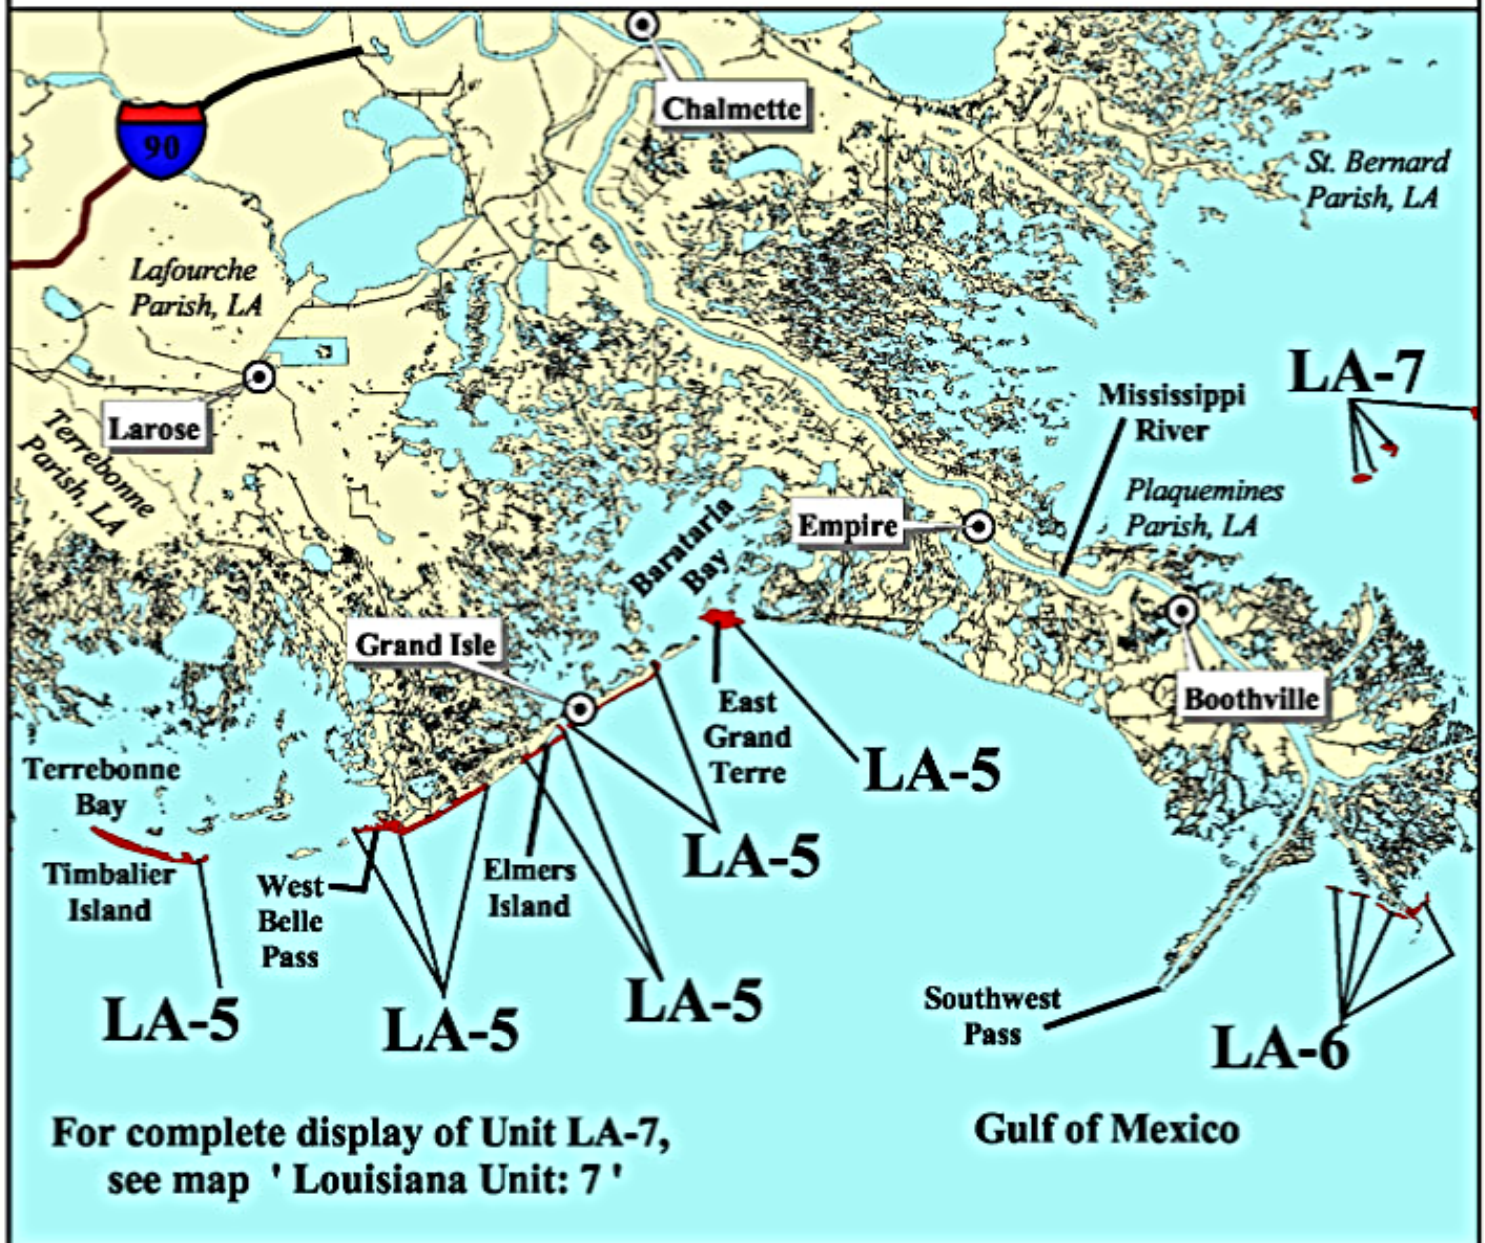 Chalmette
90
St. Bernard
Parish, LA
Lafourche
Parish, LA
LA-7
Mississippi
River
Larose
Terrebonne
Parish, LA
Plaquemines
Parish, LA
Empire
Barataria
Bay
Grand Isle
East
Grand
Terre
Boothville
LA-5
Terrebonne
Bay
LA-5
Timbalier
Island
West
Belle
Pass
Elmers
Island
LA-5
LA-5
LA-5
Southwest
Pass
LA-6
For complete display of Unit LA-7,
see map ' Louisiana Unit: 7 '
Gulf of Mexico